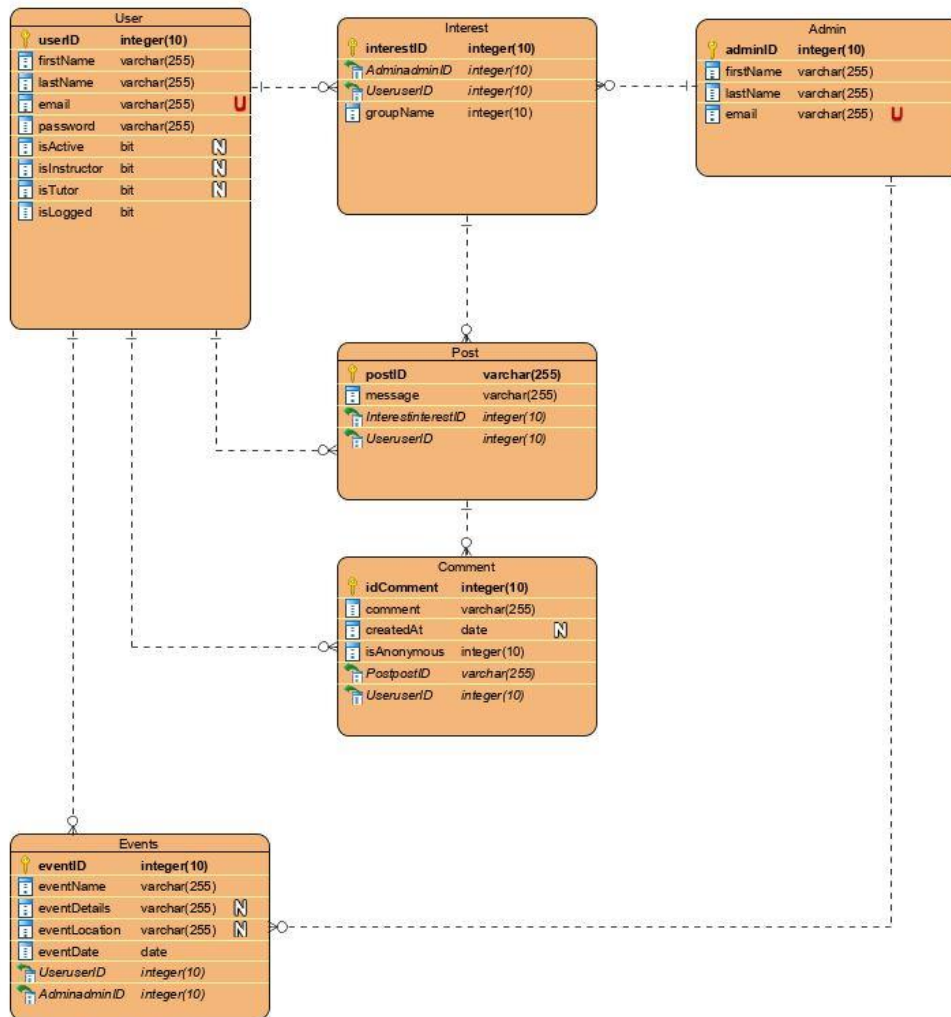 User
userID integer(10)
firstName varchar(255)
lastName varchar(255)
email varchar(255) U
password varchar(255)
isActive bit N
isInstructor bit N
isTutor bit N
isLogged bit
Interest
interestID integer(10)
AdminadminID integer(10)
UseruserID integer(10)
groupName integer(10)
Admin
adminID integer(10)
firstName varchar(255)
lastName varchar(255)
email varchar(255) U
Post
postID varchar(255)
message varchar(255)
InterestinterestID integer(10)
UseruserID integer(10)
Comment
idComment integer(10)
comment varchar(255)
createdAt date N
isAnonymous integer(10)
PostpostID varchar(255)
UseruserID integer(10)
Events
eventID integer(10)
eventName varchar(255)
eventDetails varchar(255) N
eventLocation varchar(255) N
eventDate date
UseruserID integer(10)
AdminadminID integer(10)